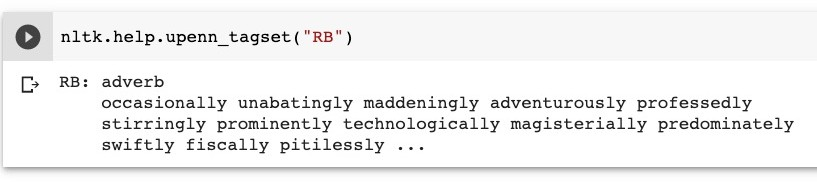 nltk.help.upenn_tagset("RB")
RB: adverb
occasionally unabatingly maddeningly adventurously professedly
stirringly prominently technologically magisterially predominately
swiftly fiscally pitilessly ...